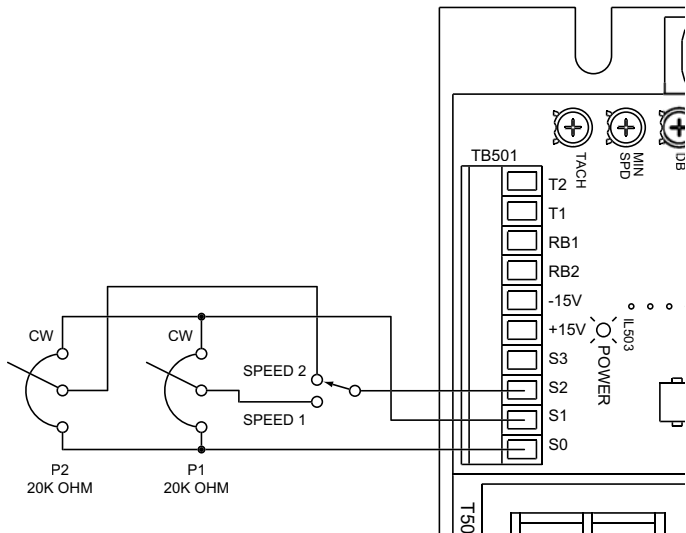 TACH
MIN
SPD
DB
TB501
T2
T1
RB1
RB2
-15V
+15V
IL503
POWER
S3
S2
S1
S0
CW
CW
SPEED 2
SPEED 1
P2
20K OHM
P1
20K OHM
T50